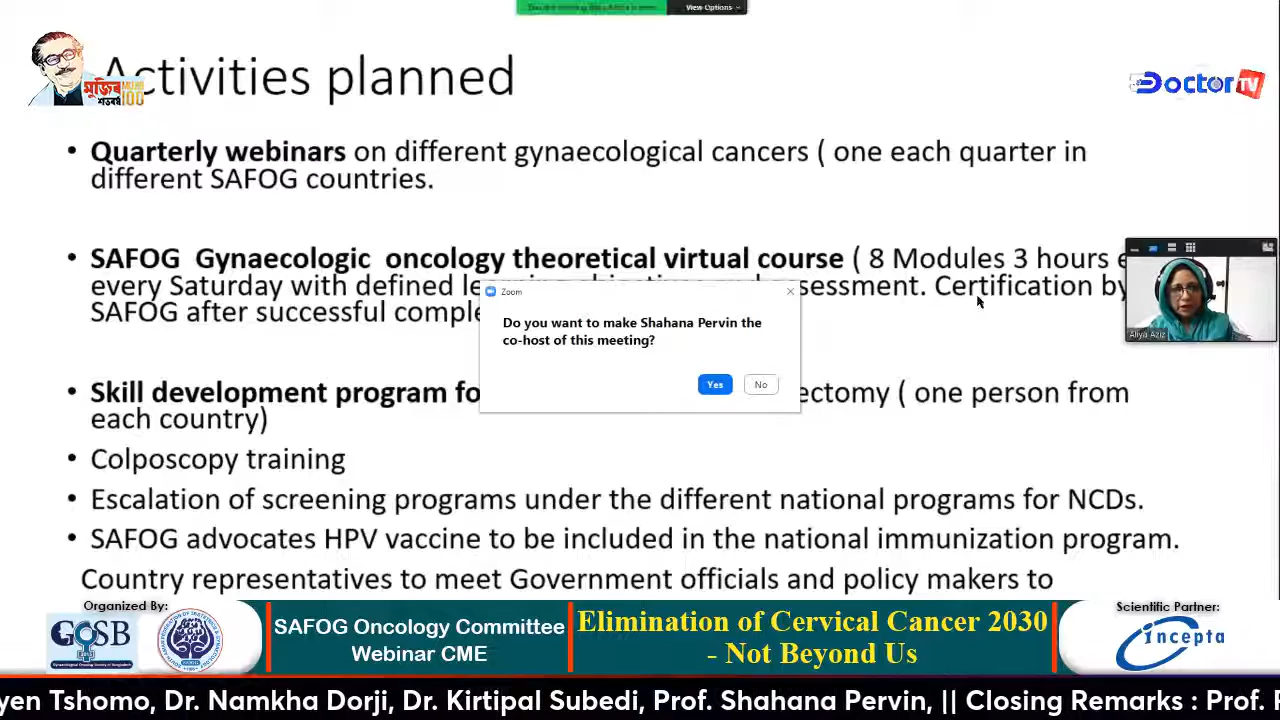 View Options
Activities planned
মুজিব
শতবর্ষ
100
Doctor TV
• Quarterly webinars on different gynaecological cancers ( one each quarter in
different SAFOG countries.
• SAFOG Gynaecologic oncology theoretical virtual course ( 8 Modules 3 hours
every Saturday with defined
sessment. Certification by
SAFOG after successful comple
Zoom
Do you want to make Shahana Pervin the
co-host of this meeting?
Yes No
Aliya Aziz
• Skill development program fo
ectomy ( one person from
each country)
• Colposcopy training
• Escalation of screening programs under the different national programs for NCDs.
• SAFOG advocates HPV vaccine to be included in the national immunization program.
Country representatives to meet Government officials and policy makers to
Organized By:
GOSB
SAFOG Oncology Committee
Webinar CME
Elimination of Cervical Cancer 2030
- Not Beyond Us
Scientific Partner:
incepta
yen Tshomo, Dr. Namkha Dorji, Dr. Kirtipal Subedi, Prof. Shahana Pervin, || Closing Remarks : Prof.